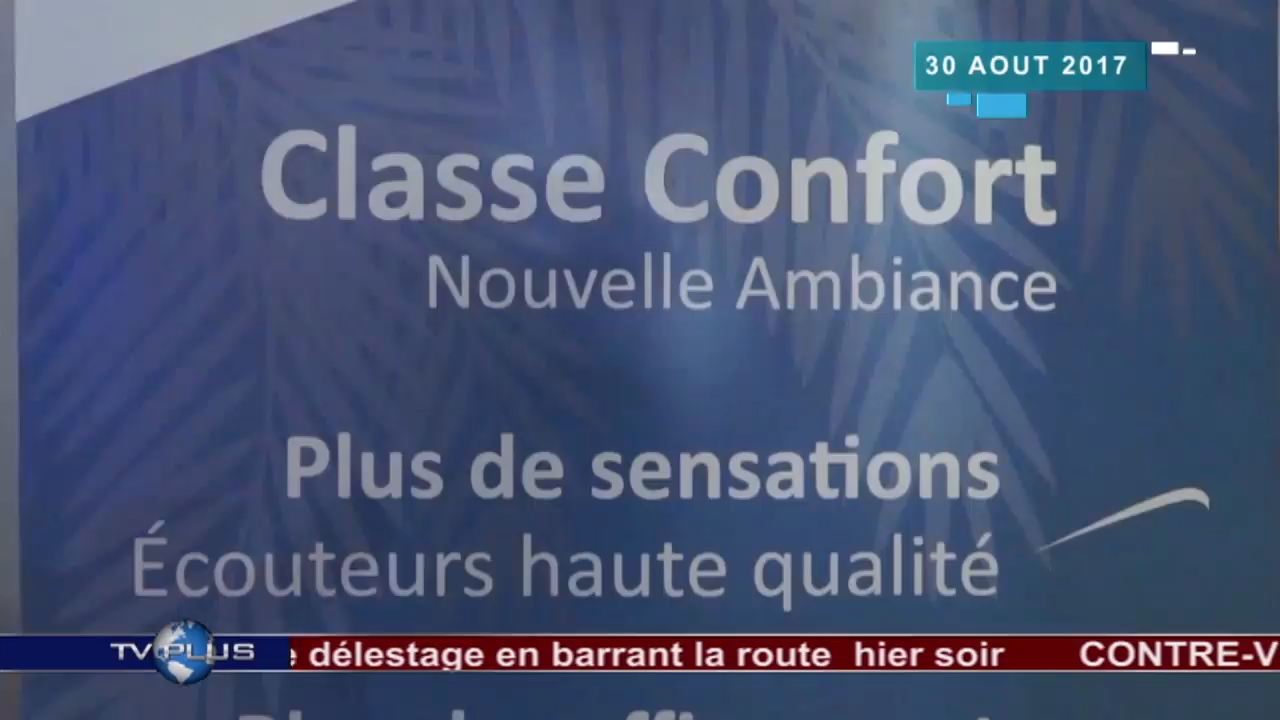 30 AOUT 2017
Classe Confort
Nouvelle Ambiance
Plus de sensations
Écouteurs haute qualité
TV PLUS
délestage en barrant la route hier soir CONTRE-V